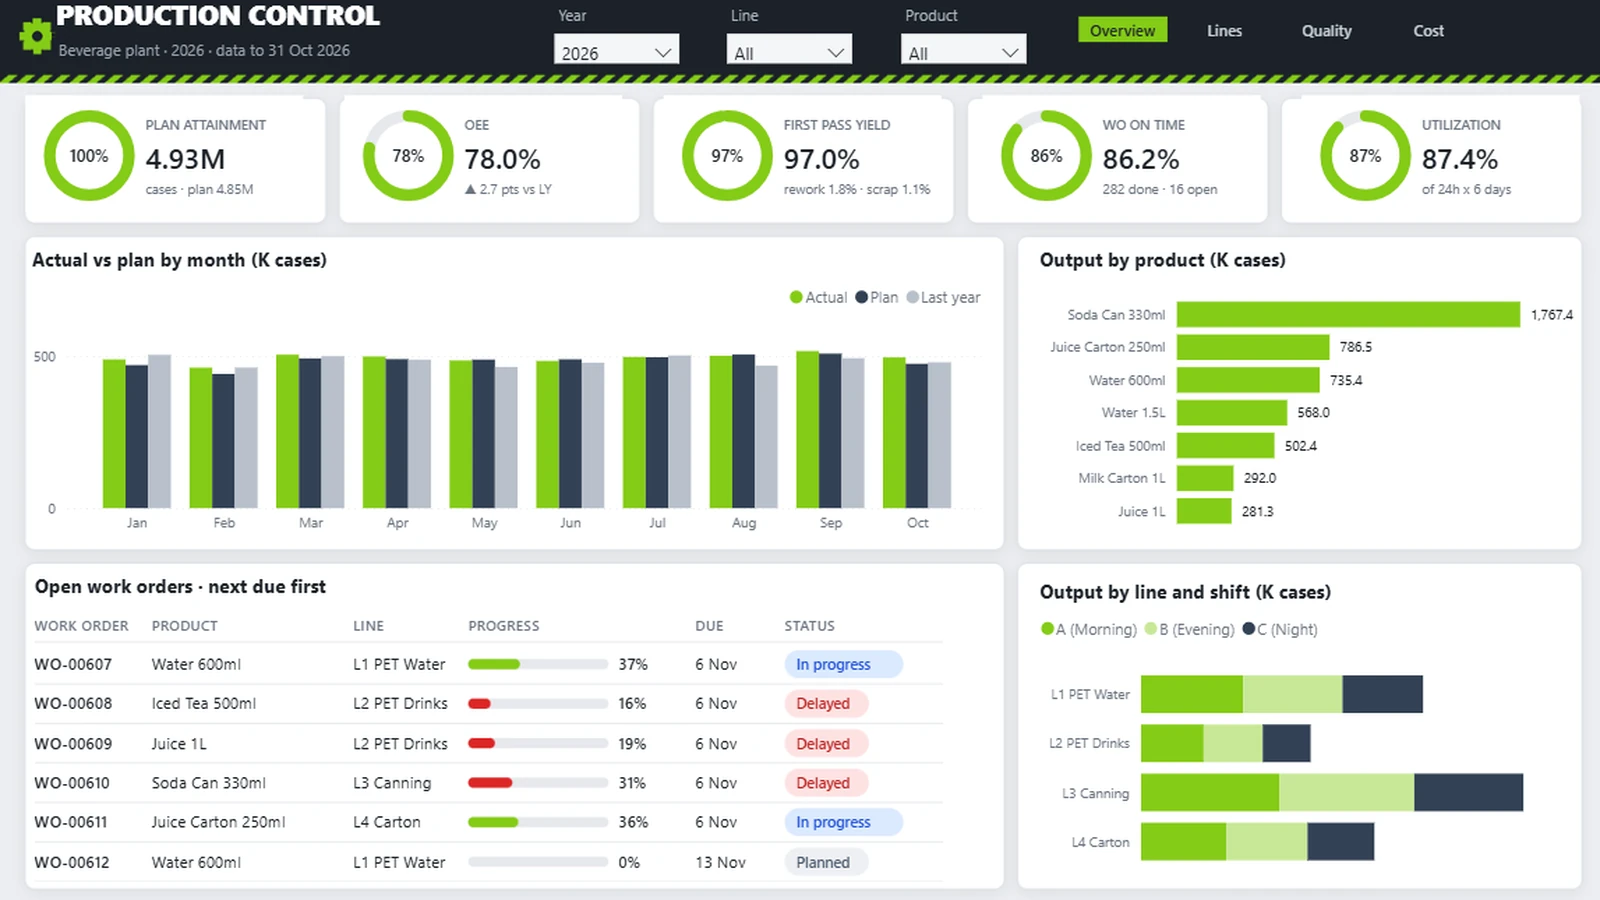 PRODUCTION CONTROL
Beverage plant · 2026 · data to 31 Oct 2026
Year
2026
Line
All
Product
All
Overview
Lines
Quality
Cost
100%
PLAN ATTAINMENT
4.93M
cases · plan 4.85M
78%
OEE
78.0%
▲ 2.7 pts vs LY
97%
FIRST PASS YIELD
97.0%
rework 1.8% · scrap 1.1%
86%
WO ON TIME
86.2%
282 done · 16 open
87%
UTILIZATION
87.4%
of 24h x 6 days
Actual vs plan by month (K cases)
Actual Plan Last year
500
0
Jan Feb Mar Apr May Jun Jul Aug Sep Oct
Output by product (K cases)
Soda Can 330ml 1,767.4
Juice Carton 250ml 786.5
Water 600ml 735.4
Water 1.5L 568.0
Iced Tea 500ml 502.4
Milk Carton 1L 292.0
Juice 1L 281.3
Open work orders · next due first
WORK ORDER PRODUCT LINE PROGRESS DUE STATUS
WO-00607 Water 600ml L1 PET Water 37% 6 Nov In progress
WO-00608 Iced Tea 500ml L2 PET Drinks 16% 6 Nov Delayed
WO-00609 Juice 1L L2 PET Drinks 19% 6 Nov Delayed
WO-00610 Soda Can 330ml L3 Canning 31% 6 Nov Delayed
WO-00611 Juice Carton 250ml L4 Carton 36% 6 Nov In progress
WO-00612 Water 600ml L1 PET Water 0% 13 Nov Planned
Output by line and shift (K cases)
A (Morning) B (Evening) C (Night)
L1 PET Water
L2 PET Drinks
L3 Canning
L4 Carton